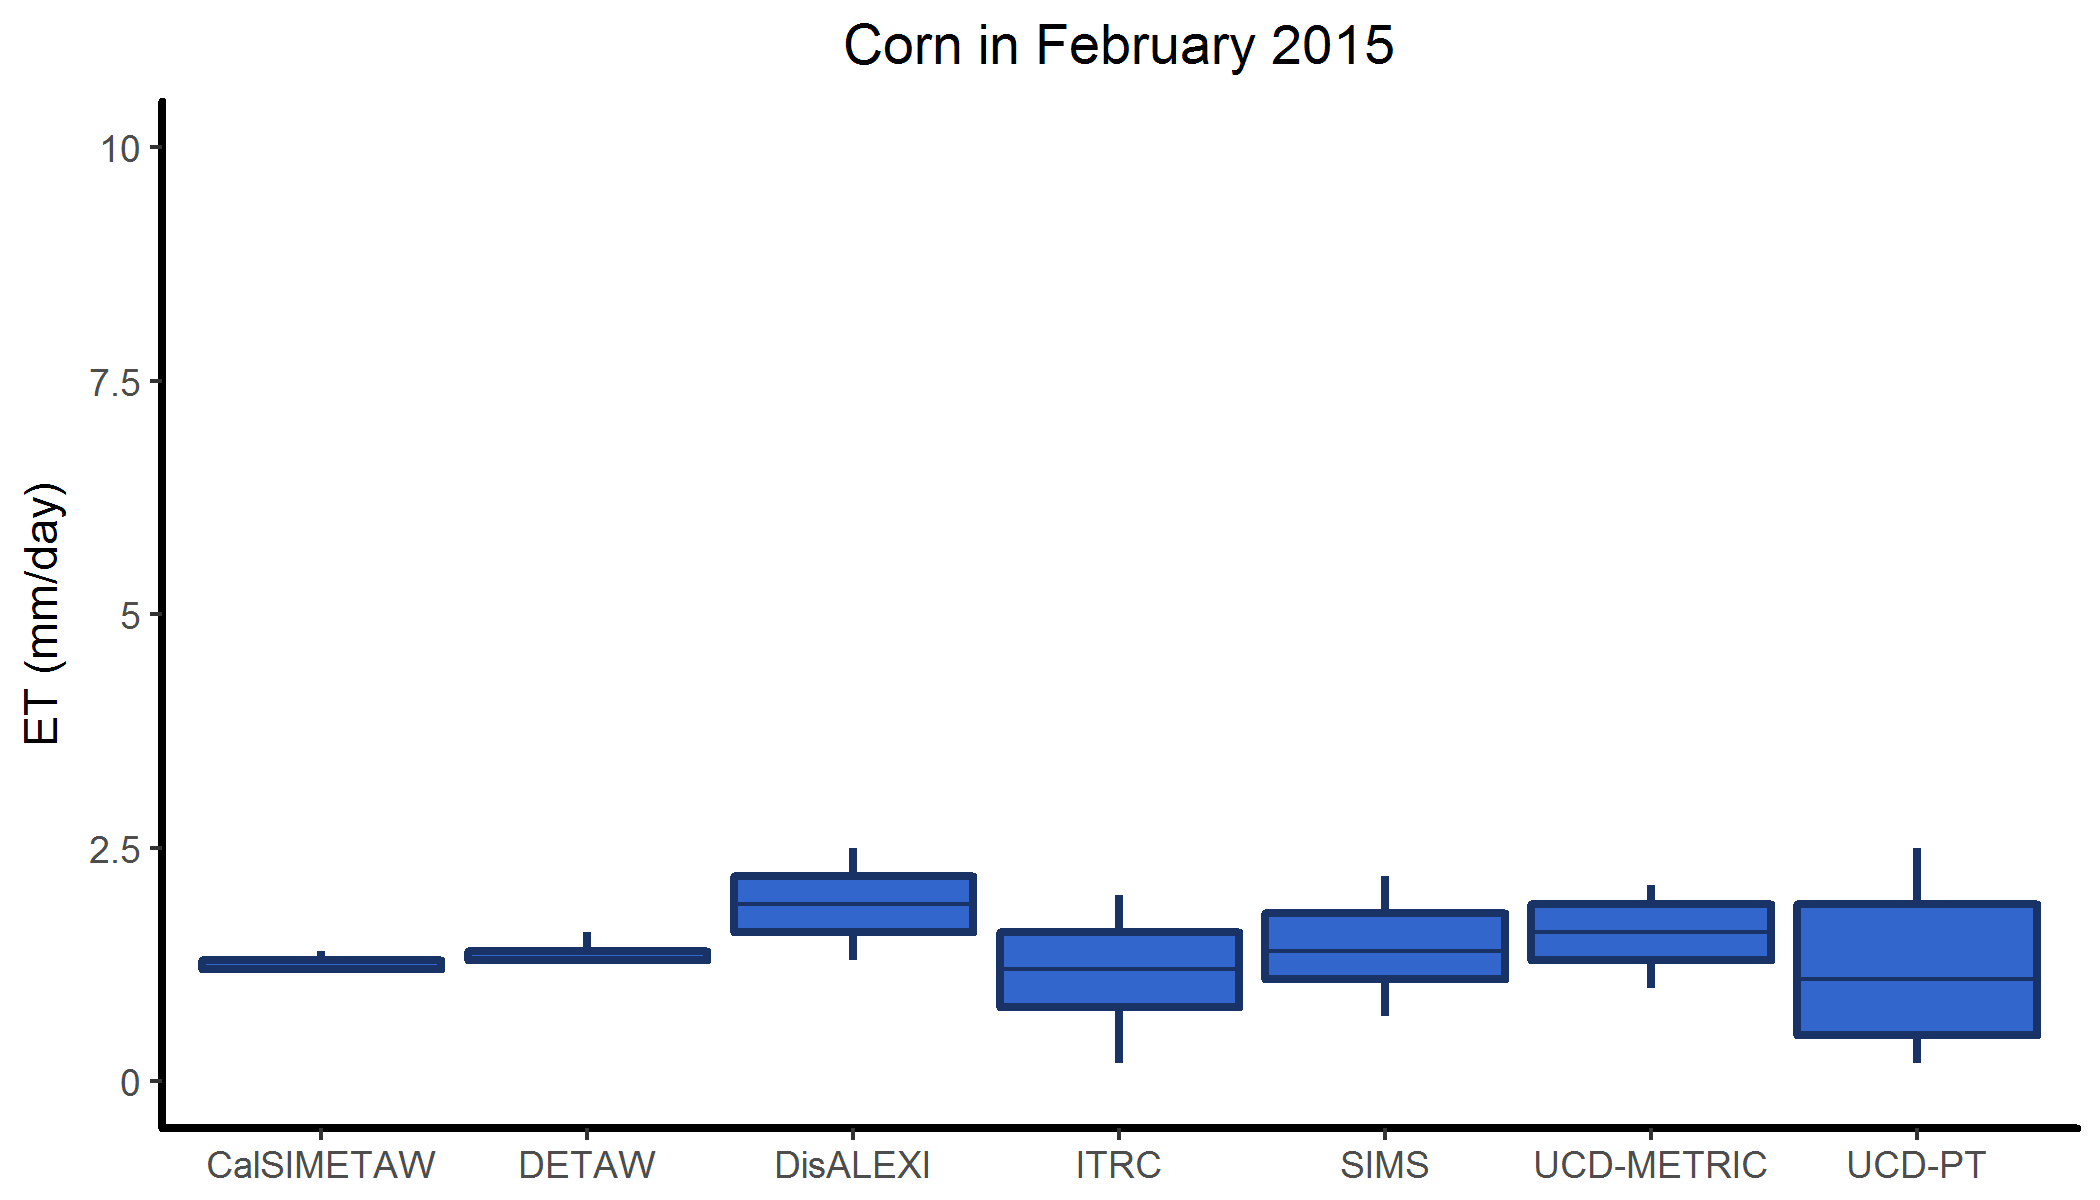 Corn in February 2015
ET (mm/day)
10
7.5
5
2.5
0
CalSIMETAW DETAW DisALEXI ITRC SIMS UCD-METRIC UCD-PT